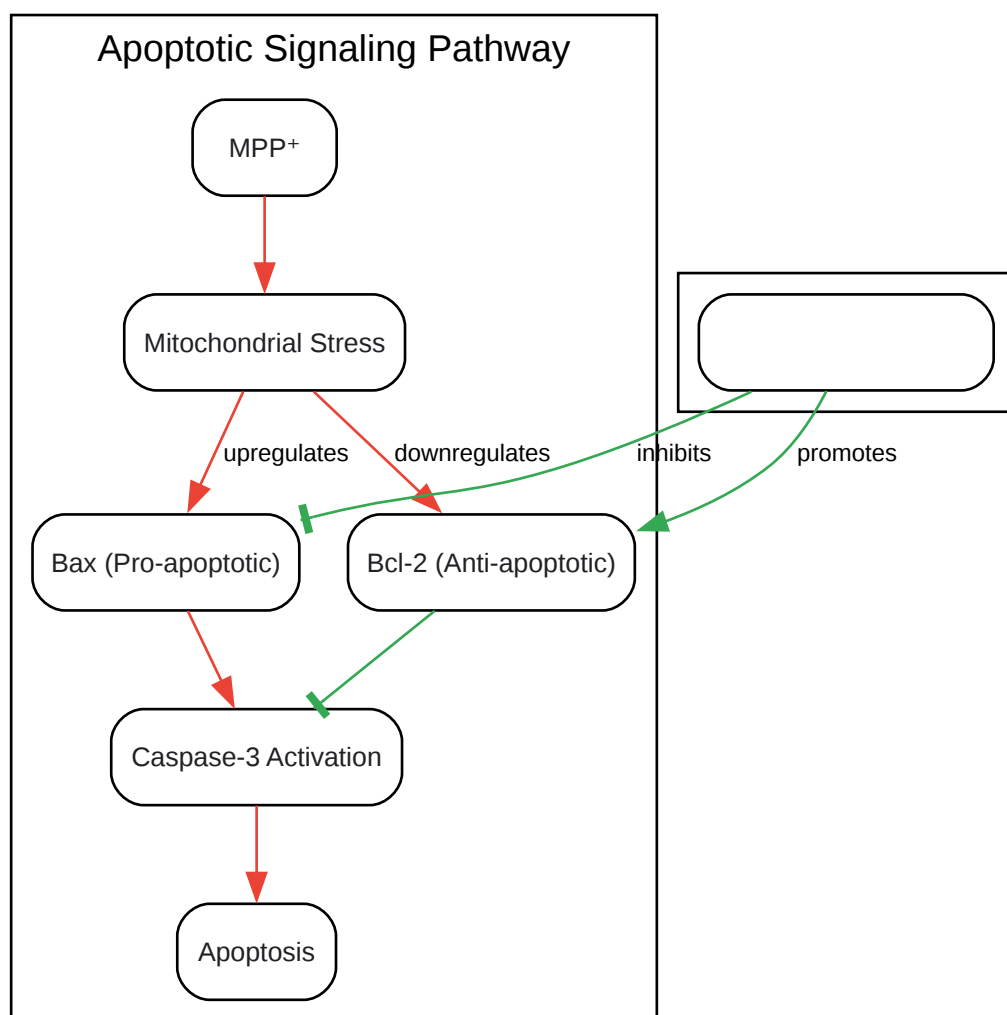 Apoptotic Signaling Pathway
MPP⁺
Mitochondrial Stress
upregulates
downregulates
inhibits
promotes
Bax (Pro-apoptotic)
Bcl-2 (Anti-apoptotic)
Caspase-3 Activation
Apoptosis